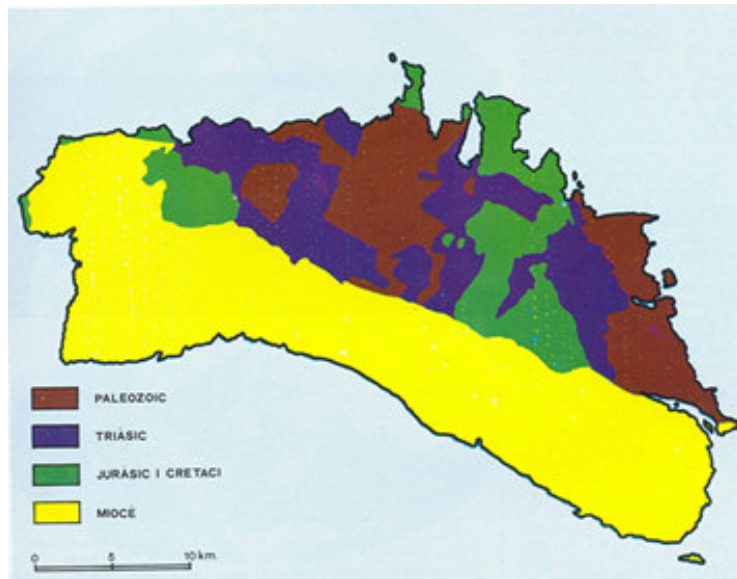 PALEOZOIC
TRIÀSIC
JURÀSIC I CRETACI
MIOCÈ
0 5 10 km.